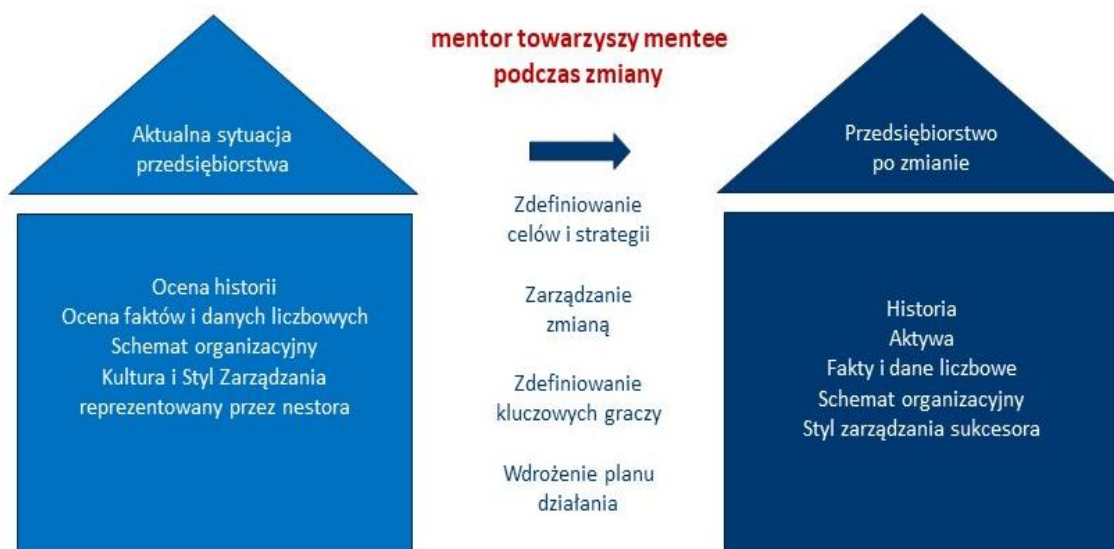 mentor towarzyszy mentee
podczas zmiany
Aktualna sytuacja
przedsiębiorstwa
Ocena historii
Ocena faktów i danych liczbowych
Schemat organizacyjny
Kultura i Styl Zarządzania
reprezentowany przez nestora
Zdefiniowanie
celów i strategii
Zarządzanie
zmianą
Zdefiniowanie
kluczowych graczy
Wdrożenie planu
działania
Przedsiębiorstwo
po zmianie
Historia
Aktywa
Fakty i dane liczbowe
Schemat organizacyjny
Styl zarządzania sukcesora